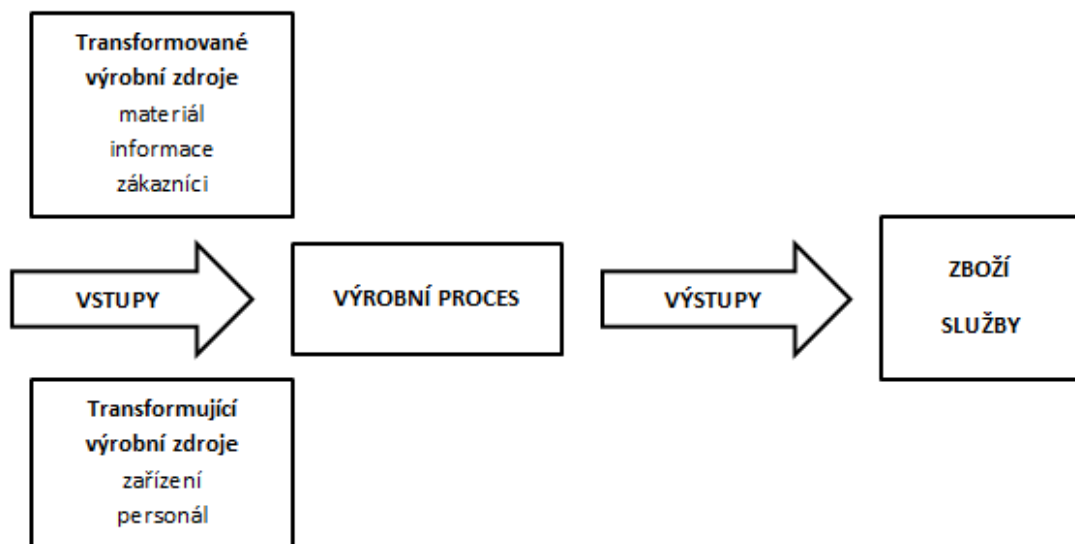 Transformované
výrobní zdroje
materiál
informace
zákazníci
VSTUPY
VÝROBNÍ PROCES
VÝSTUPY
ZBOŽÍ
SLUŽBY
Transformující
výrobní zdroje
zařízení
personál